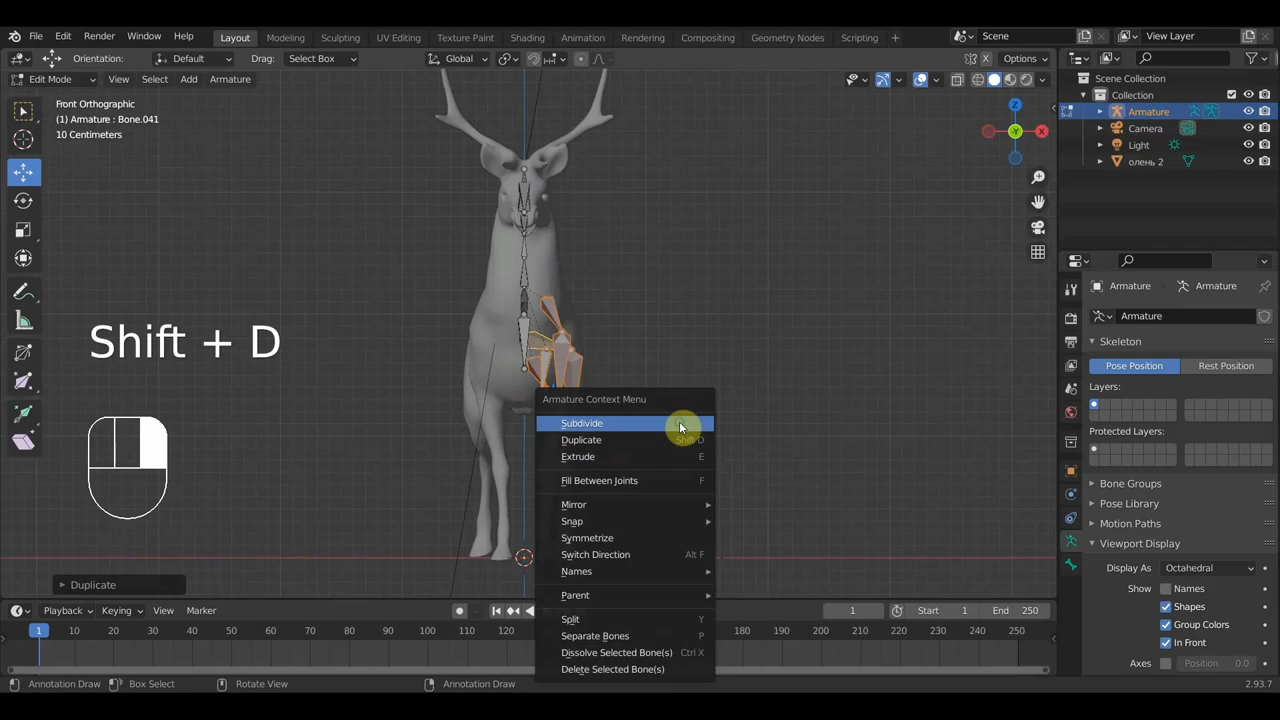 File Edit Render Window Help Layout Modeling Sculpting UV Editing Texture Paint Shading Animation Rendering Compositing Geometry Nodes Scripting + Scene View Layer
Orientation: Default Drag: Select Box Global Options
Edit Mode View Select Add Armature
Front Orthographic
(1) Armature : Bone.041
10 Centimeters
Z
Y
X
Shift + D
Armature Context Menu
Subdivide
Duplicate Shift D
Extrude E
Fill Between Joints F
Mirror
Snap
Symmetrize
Switch Direction Alt F
Names
Parent
Split Y
Separate Bones P
Dissolve Selected Bone(s) Ctrl X
Delete Selected Bone(s)
Duplicate
Scene Collection
Collection
Armature
Camera
Light
олень 2
Armature Armature
Armature
Skeleton
Pose Position Rest Position
Layers:
Protected Layers:
Bone Groups
Pose Library
Motion Paths
Viewport Display
Display As Octahedral
Show Names
Shapes
Group Colors
In Front
Axes Position 0.0
Playback Keying View Marker 1 Start 1 End 250
1 10 20 30 40 50 60 70 80 90 100 110 120 180 190 200 210 220 230 240 250
Annotation Draw Box Select Rotate View Annotation Draw 2.93.7